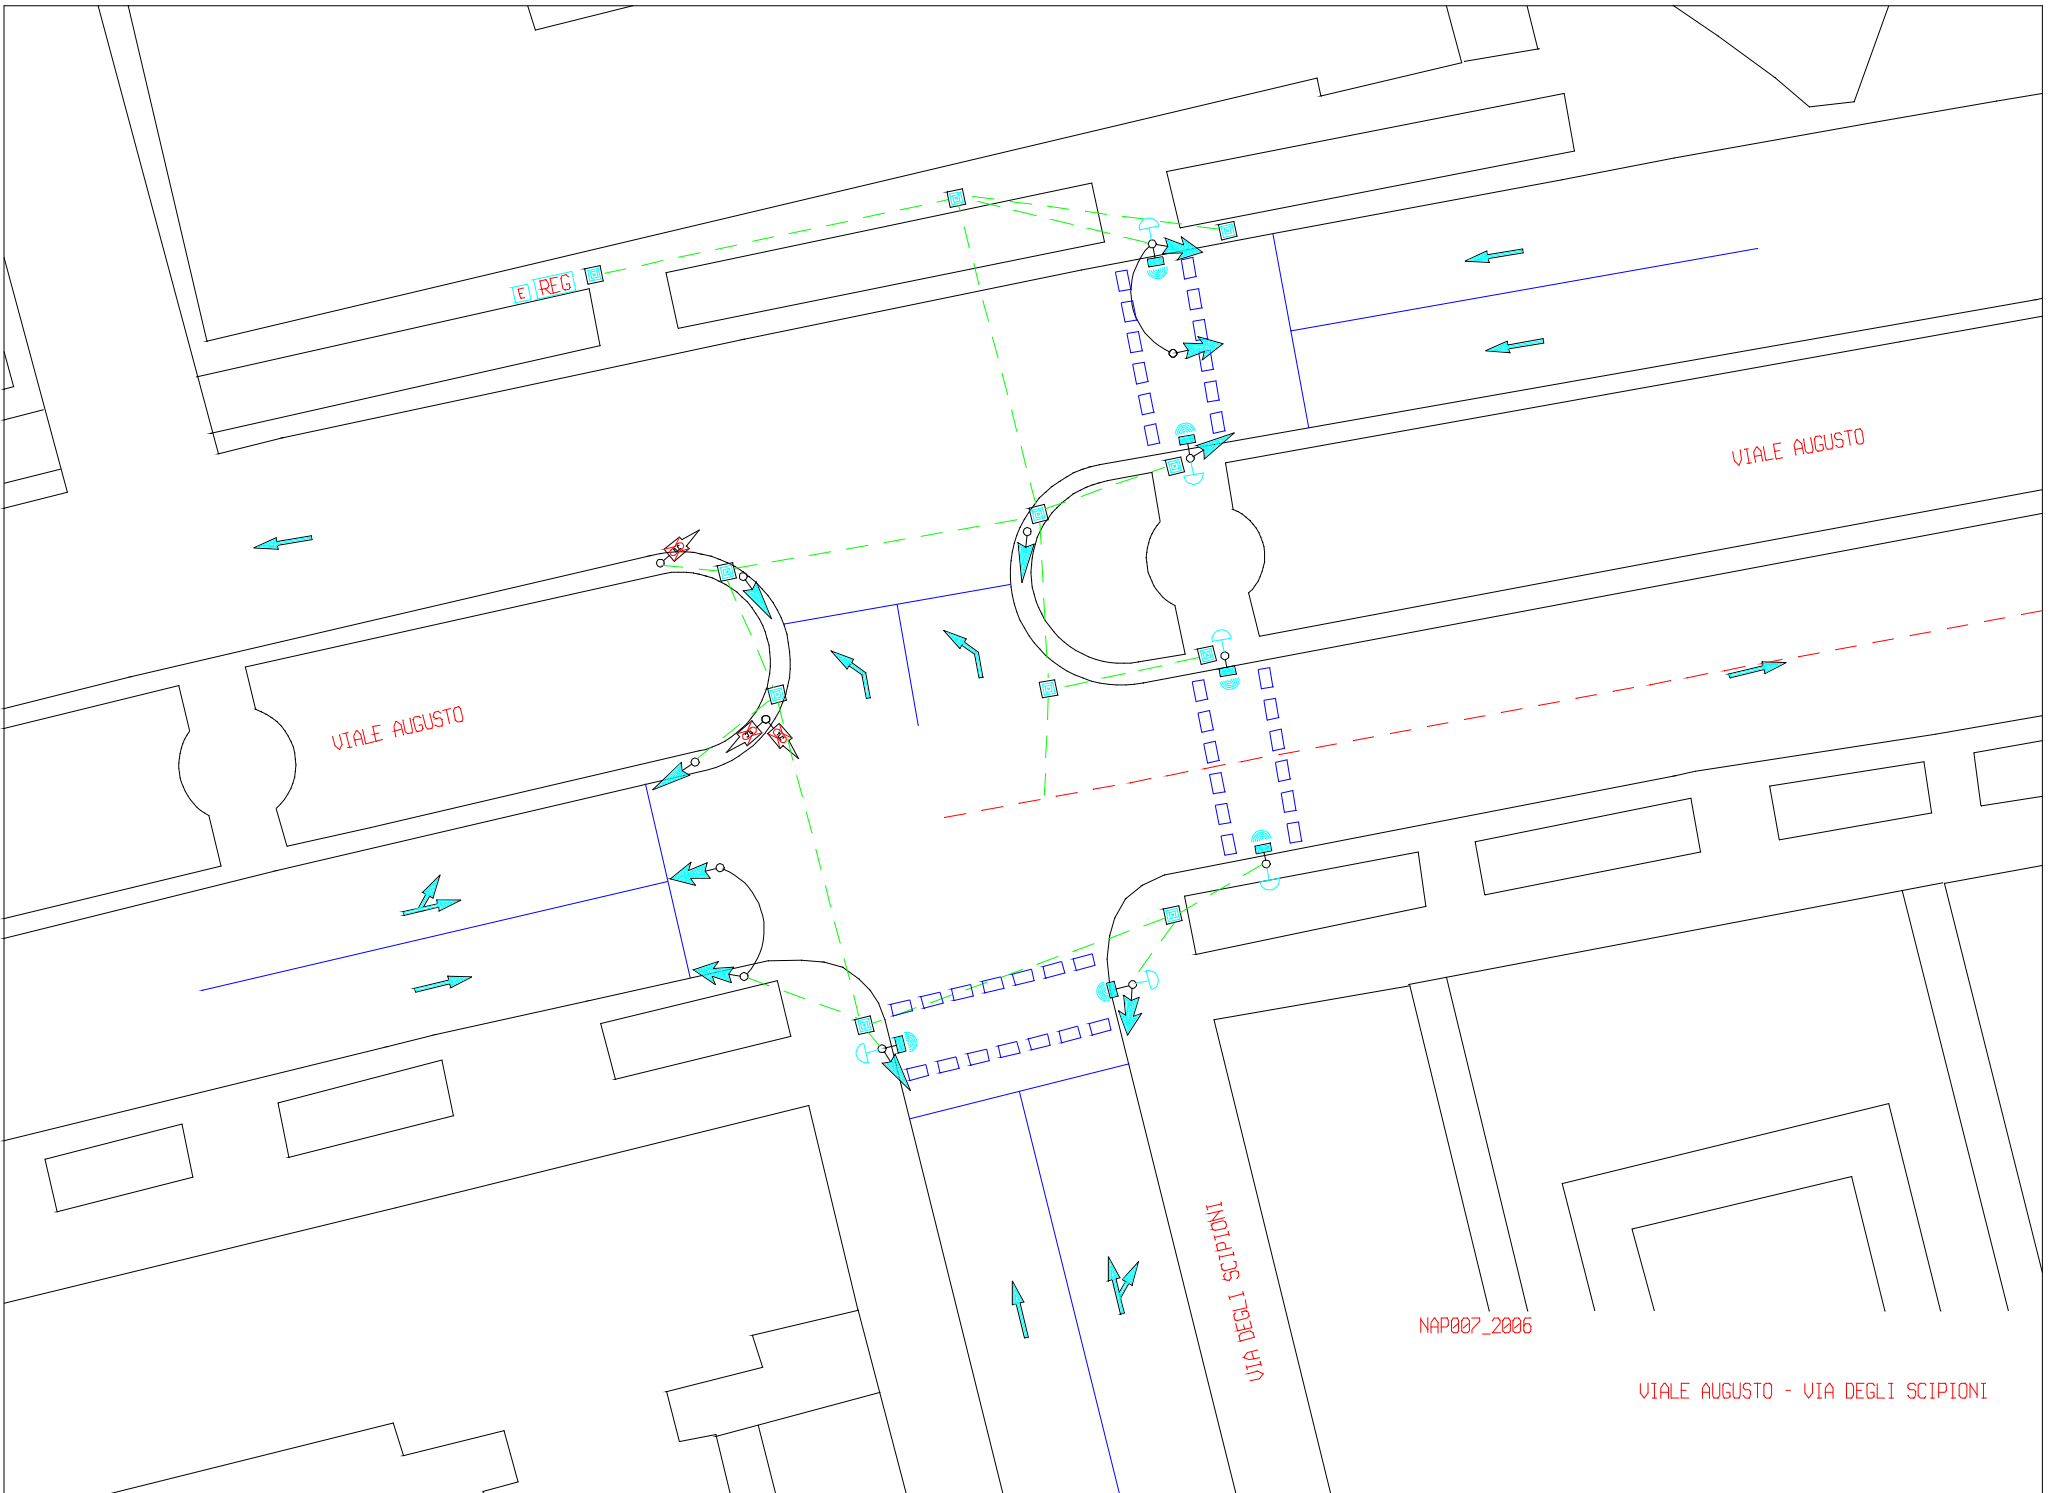 E REG
VIALE AUGUSTO
VIALE AUGUSTO
VIA DEGLI SCIPIONI
NAP007_2006
VIALE AUGUSTO - VIA DEGLI SCIPIONI